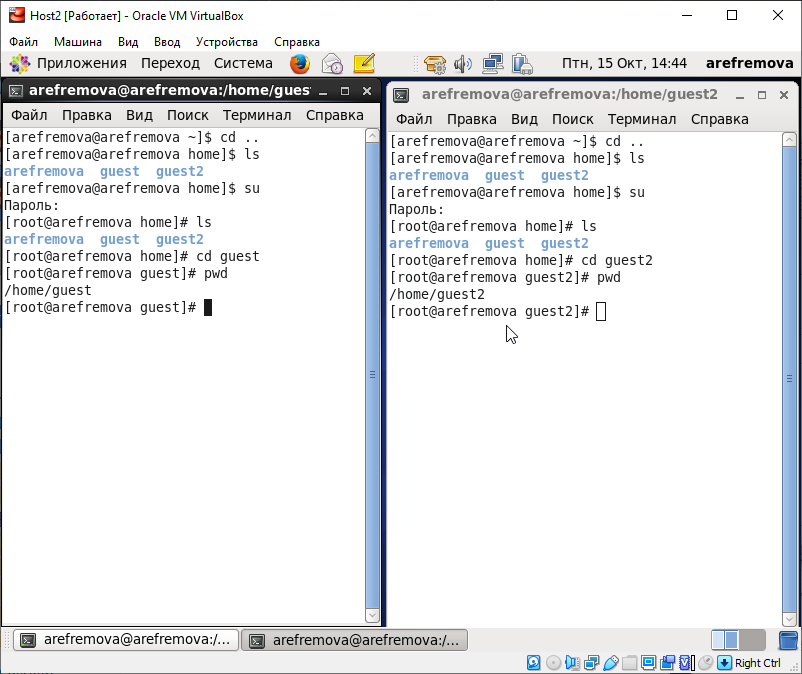 Host2 [Работает] - Oracle VM VirtualBox
Файл Машина Вид Ввод Устройства Справка
Приложения Переход Система Птн, 15 Окт, 14:44 arefremova
arefremova@arefremova:/home/guest
Файл Правка Вид Поиск Терминал Справка
[arefremova@arefremova ~]$ cd ..
[arefremova@arefremova home]$ ls
arefremova guest guest2
[arefremova@arefremova home]$ su
Пароль:
[root@arefremova home]# ls
arefremova guest guest2
[root@arefremova home]# cd guest
[root@arefremova guest]# pwd
/home/guest
[root@arefremova guest]#
arefremova@arefremova:/home/guest2
Файл Правка Вид Поиск Терминал Справка
[arefremova@arefremova ~]$ cd ..
[arefremova@arefremova home]$ ls
arefremova guest guest2
[arefremova@arefremova home]$ su
Пароль:
[root@arefremova home]# ls
arefremova guest guest2
[root@arefremova home]# cd guest2
[root@arefremova guest2]# pwd
/home/guest2
[root@arefremova guest2]#
arefremova@arefremova:/... arefremova@arefremova:/...
Right Ctrl